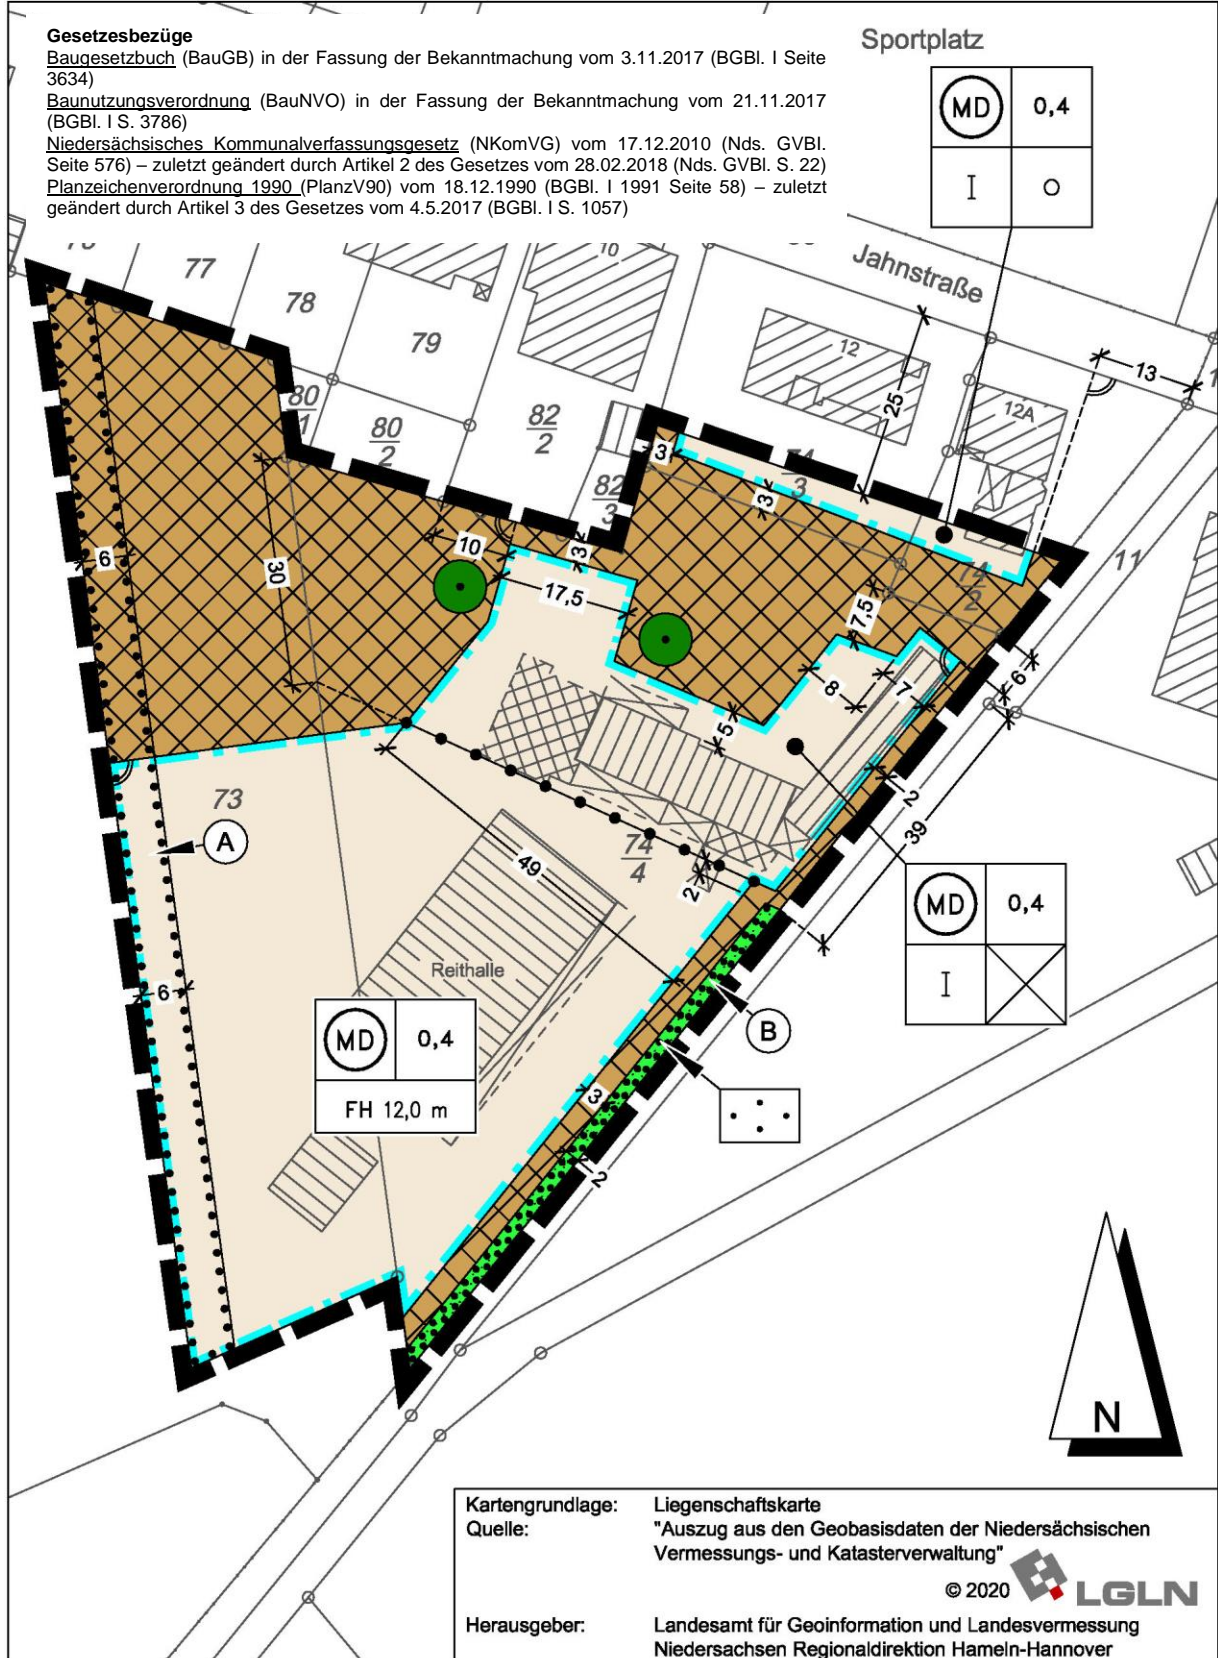 Gesetzesbezüge
Baugesetzbuch (BauGB) in der Fassung der Bekanntmachung vom 3.11.2017 (BGBl. I Seite
3634)
Baunutzungsverordnung (BauNVO) in der Fassung der Bekanntmachung vom 21.11.2017
(BGBl. I S. 3786)
Niedersächsisches Kommunalverfassungsgesetz (NKomVG) vom 17.12.2010 (Nds. GVBl.
Seite 576) – zuletzt geändert durch Artikel 2 des Gesetzes vom 28.02.2018 (Nds. GVBl. S. 22)
Planzeichenverordnung 1990 (PlanzV90) vom 18.12.1990 (BGBl. I 1991 Seite 58) – zuletzt
geändert durch Artikel 3 des Gesetzes vom 4.5.2017 (BGBl. I S. 1057)
Sportplatz
MD 0,4
I o
Jahnstraße
77
78
79
10
12
12A
13
25
80
1
80
2
82
2
82
3
74
3
74
2
11
3
3
3
6
30
10
17,5
7,5
8
7
6
5
2
39
73
A
74
4
49
2
MD 0,4
I
6
Reithalle
MD 0,4
FH 12,0 m
B
3
2
N
Kartengrundlage: Liegenschaftskarte
Quelle: "Auszug aus den Geobasisdaten der Niedersächsischen
Vermessungs- und Katasterverwaltung"
© 2020 LGLN
Herausgeber: Landesamt für Geoinformation und Landesvermessung
Niedersachsen Regionaldirektion Hameln-Hannover